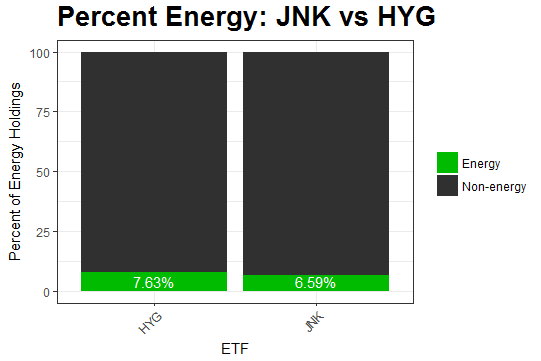 Percent Energy: JNK vs HYG
Percent of Energy Holdings
100
75
50
25
0
7.63%
6.59%
HYG
JNK
ETF
Energy
Non-energy